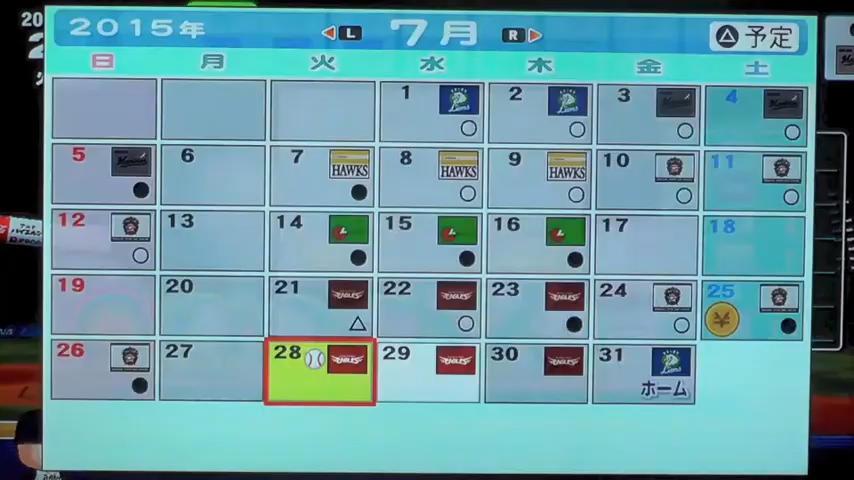 2015年 L 7月 R 予定
日 月 火 水 木 金 土
1 Lions 2 Lions 3 4
5 6 7 HAWKS 8 HAWKS 9 HAWKS 10 11
12 13 14 15 16 17 18
19 20 21 EAGLES 22 EAGLES 23 EAGLES 24 25 ¥
26 27 28 EAGLES 29 EAGLES 30 EAGLES 31 Lions
ホーム